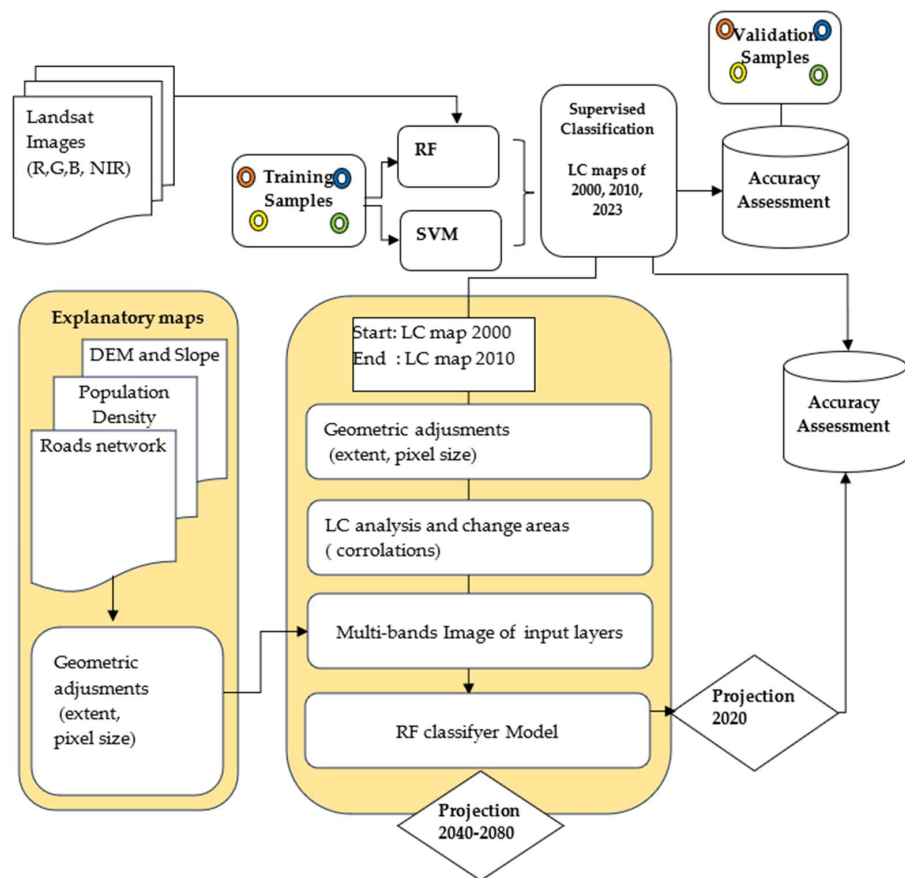 Landsat
Images
(R,G,B, NIR)
Training
Samples
RF
SVM
Supervised
Classification
LC maps of
2000, 2010,
2023
Validation
Samples
Accuracy
Assessment
Explanatory maps
DEM and Slope
Population
Density
Roads network
Geometric
adjusments
(extent,
pixel size)
Start: LC map 2000
End : LC map 2010
Geometric adjusments
(extent, pixel size)
LC analysis and change areas
( corrolations)
Multi-bands Image of input layers
RF classifyer Model
Projection
2040-2080
Projection
2020
Accuracy
Assessment